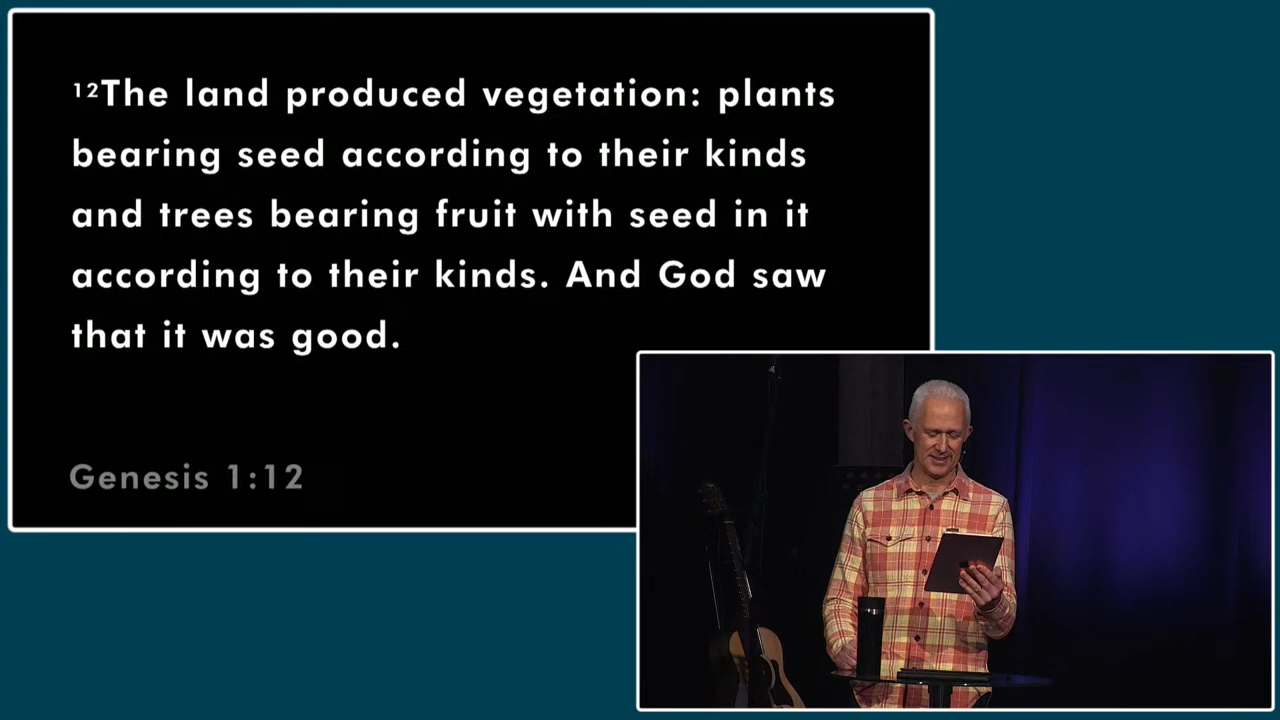 ¹²The land produced vegetation: plants
bearing seed according to their kinds
and trees bearing fruit with seed in it
according to their kinds. And God saw
that it was good.
Genesis 1:12